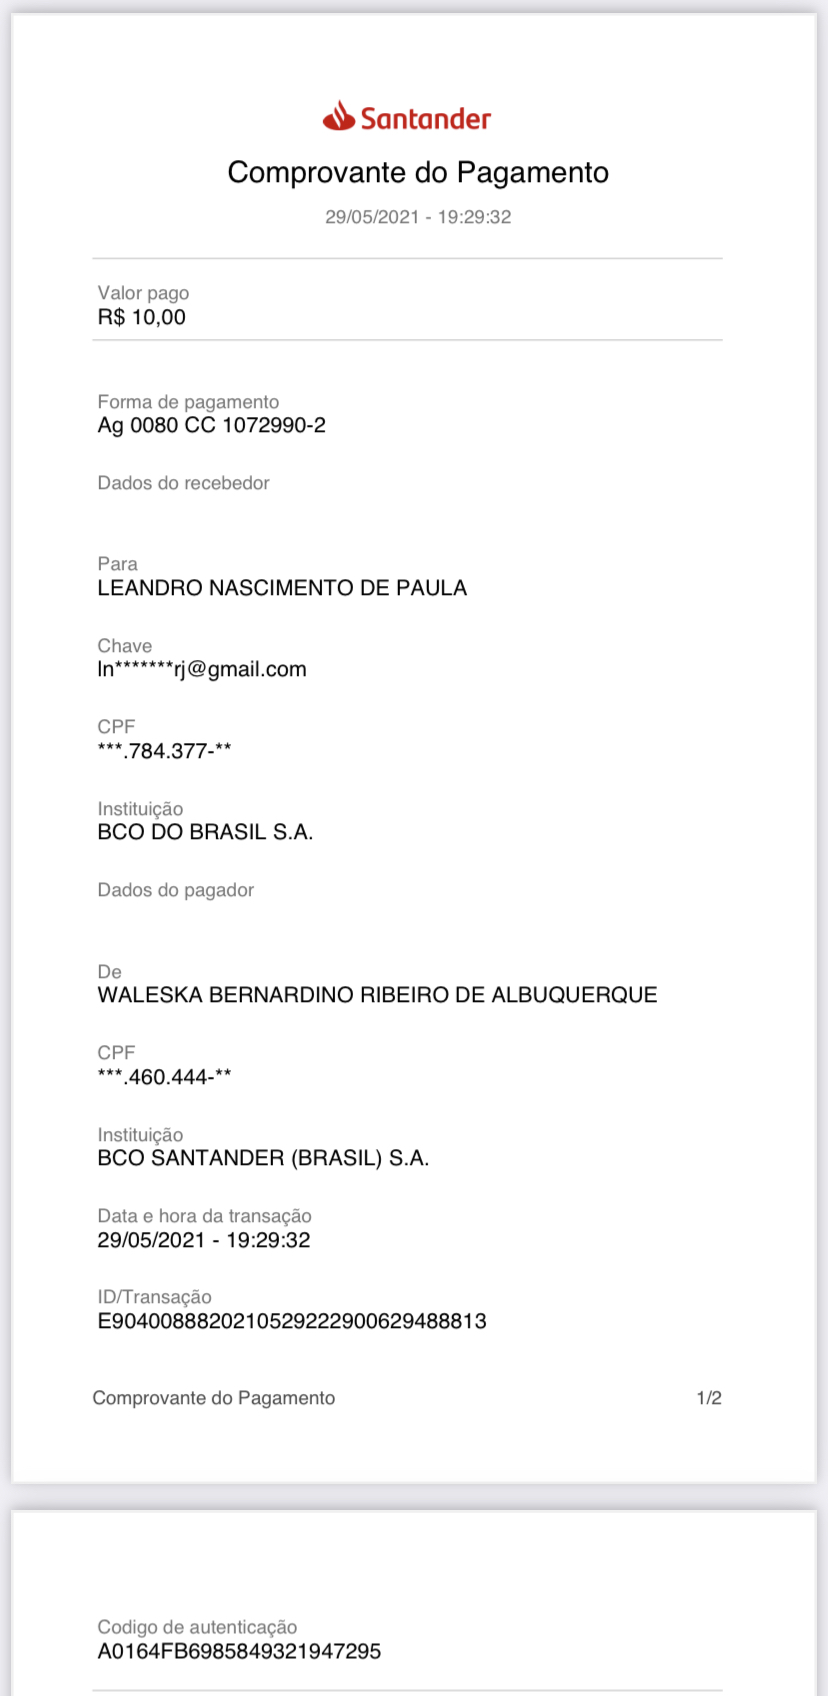 Santander
Comprovante do Pagamento
29/05/2021 - 19:29:32
Valor pago
R$ 10,00
Forma de pagamento
Ag 0080 CC 1072990-2
Dados do recebedor
Para
LEANDRO NASCIMENTO DE PAULA
Chave
ln*******rj@gmail.com
CPF
***.784.377-**
Instituição
BCO DO BRASIL S.A.
Dados do pagador
De
WALESKA BERNARDINO RIBEIRO DE ALBUQUERQUE
CPF
***.460.444-**
Instituição
BCO SANTANDER (BRASIL) S.A.
Data e hora da transação
29/05/2021 - 19:29:32
ID/Transação
E9040088820210529222900629488813
Comprovante do Pagamento 1/2
Codigo de autenticação
A0164FB6985849321947295